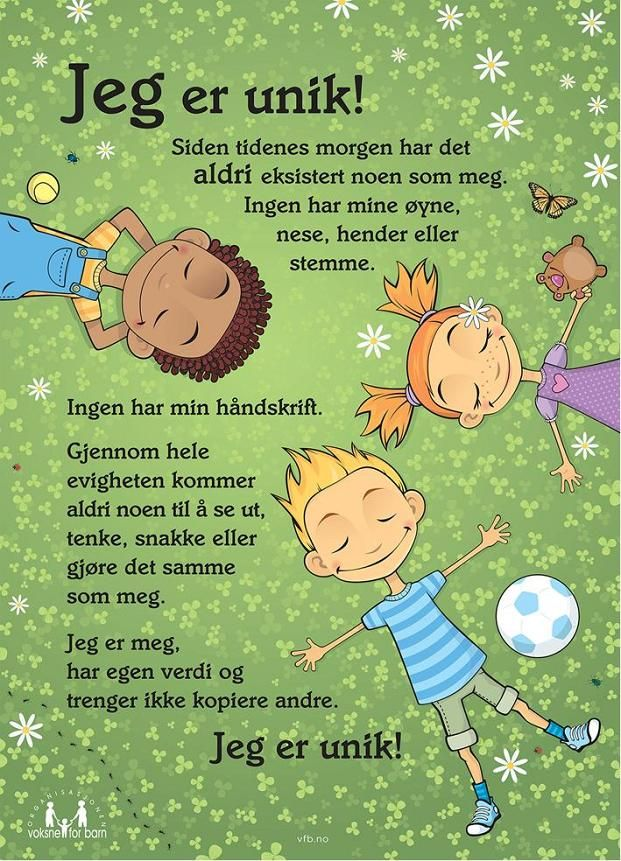 Jeg er unik!
Siden tidenes morgen har det
aldri eksistert noen som meg.
Ingen har mine øyne,
nese, hender eller
stemme.
Ingen har min håndskrift.
Gjennom hele
evigheten kommer
aldri noen til å se ut,
tenke, snakke eller
gjøre det samme
som meg.
Jeg er meg,
har egen verdi og
trenger ikke kopiere andre.
Jeg er unik!
ORGANISASJONEN
voksne for barn
vfb.no